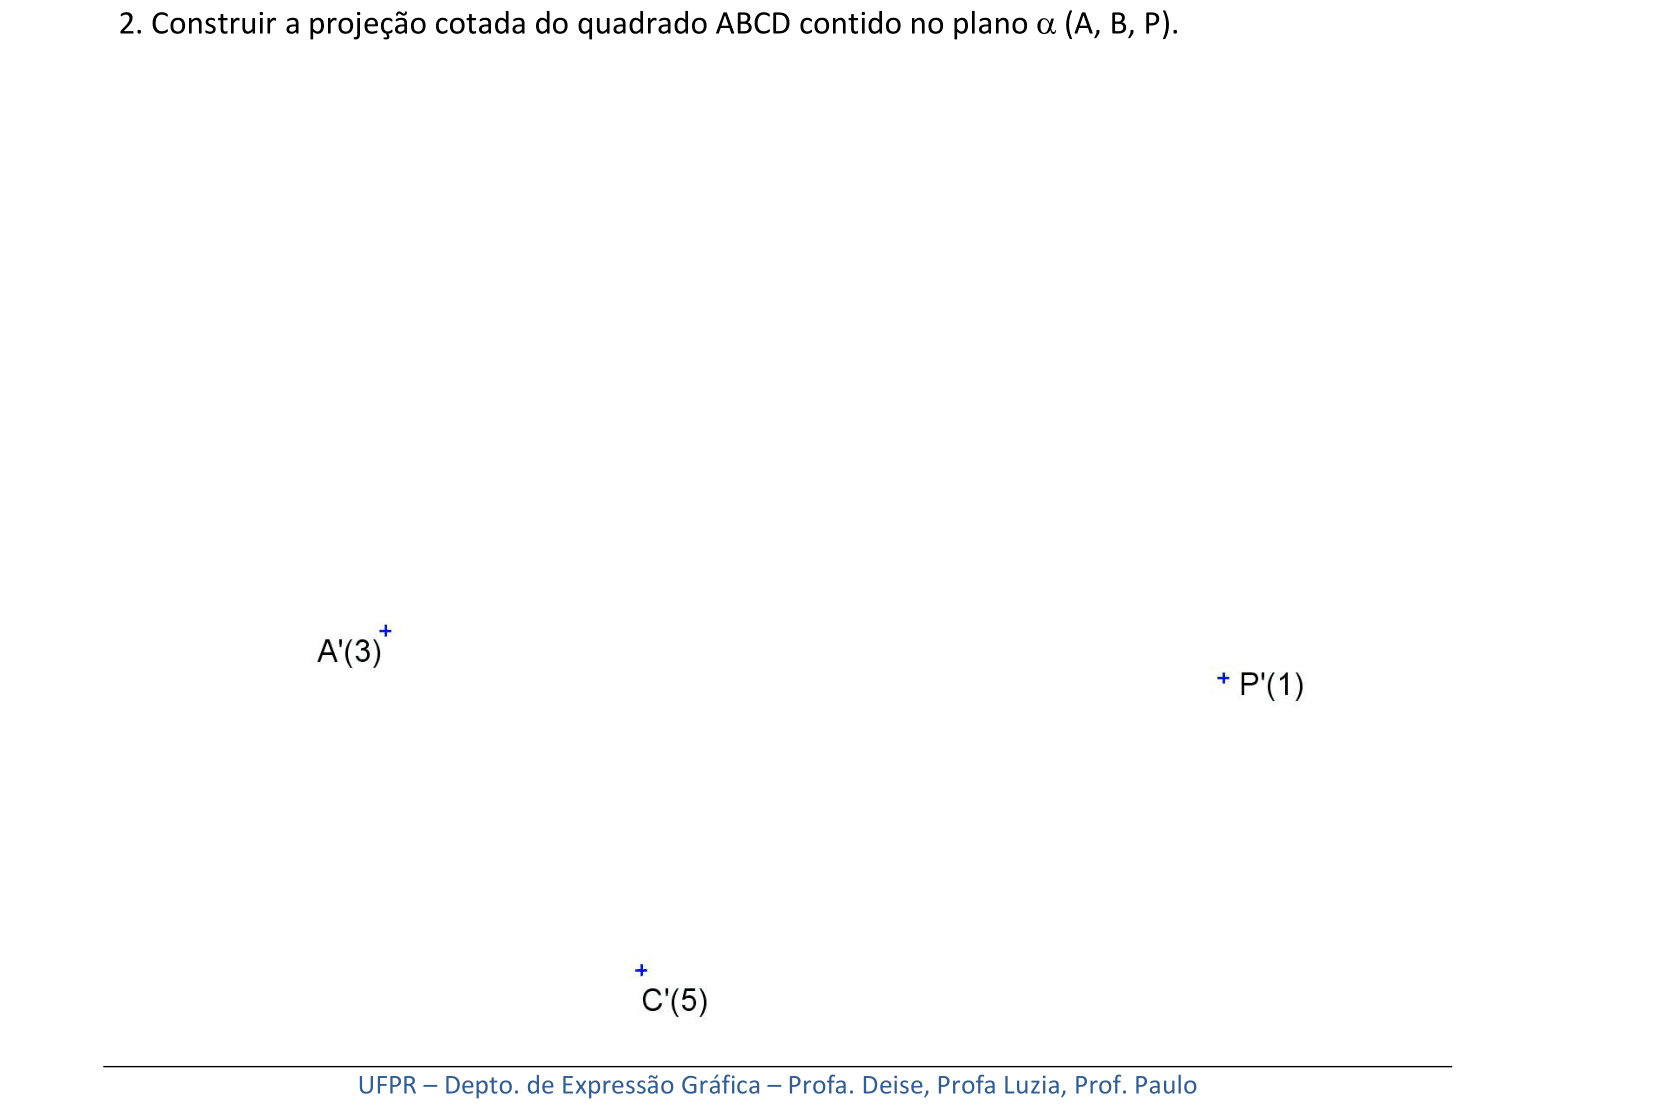 2. Construir a projeção cotada do quadrado ABCD contido no plano α (A, B, P).
A'(3)
P'(1)
C'(5)
UFPR – Depto. de Expressão Gráfica – Profa. Deise, Profa Luzia, Prof. Paulo